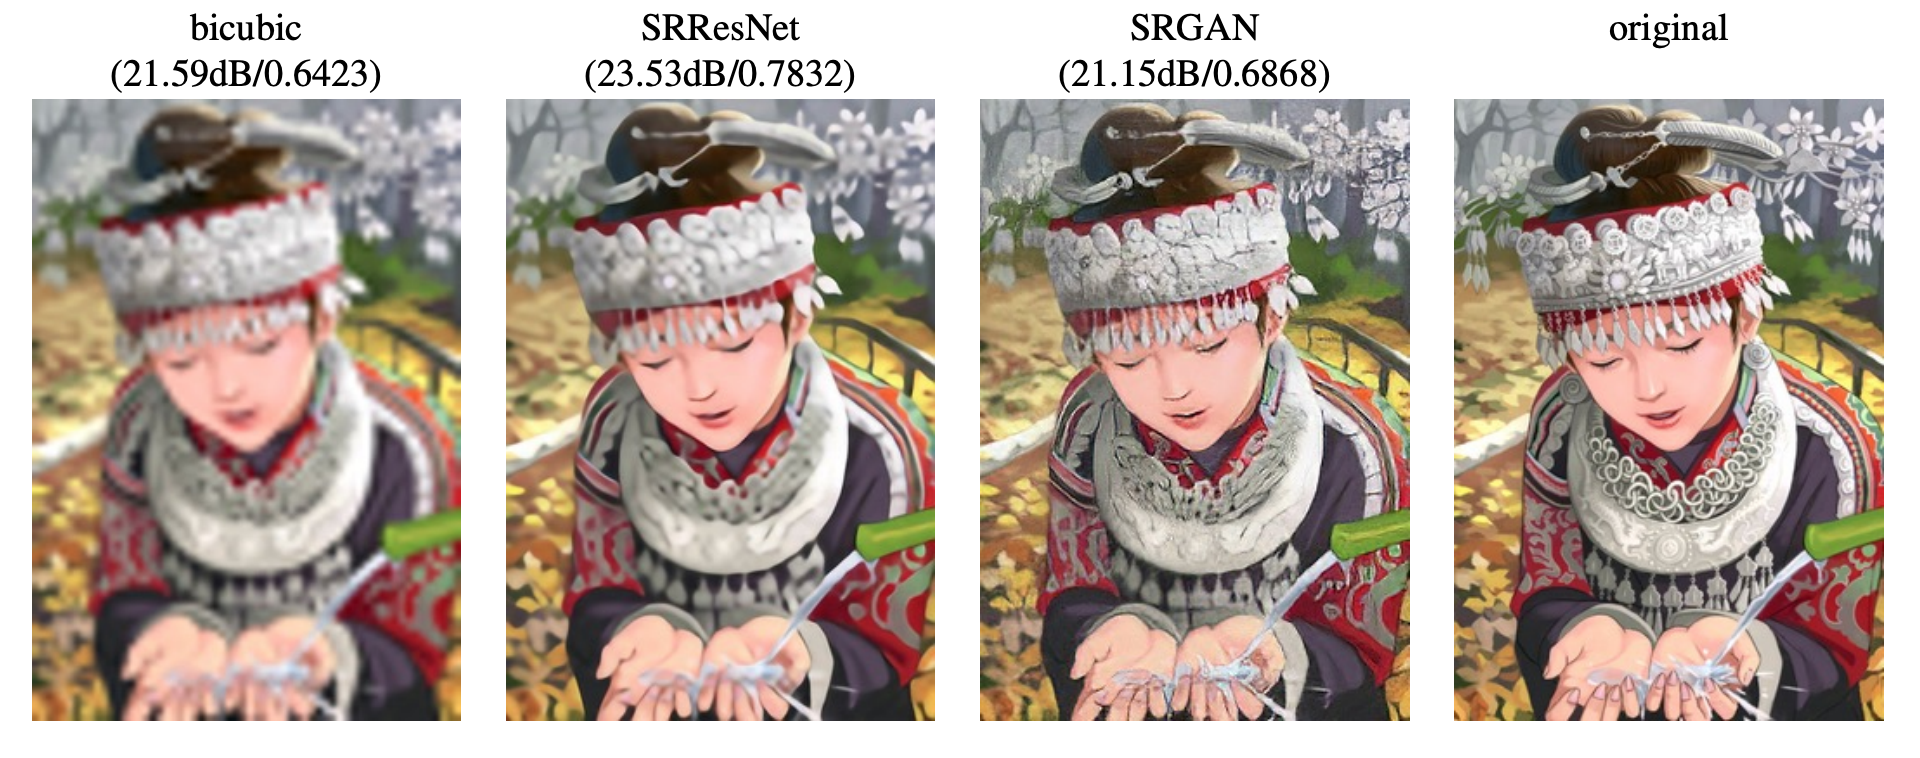 bicubic
(21.59dB/0.6423)
SRResNet
(23.53dB/0.7832)
SRGAN
(21.15dB/0.6868)
original